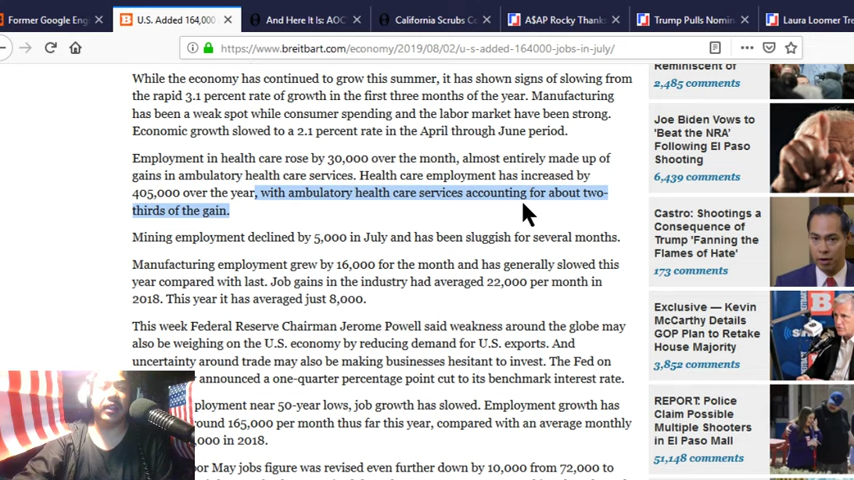 Former Google Eng
U.S. Added 164,000
And Here It Is: AOC
California Scrubs Co
A$AP Rocky Thanks
Trump Pulls Nomin
Laura Loomer Tre
https://www.breitbart.com/economy/2019/08/02/u-s-added-164000-jobs-in-july/
While the economy has continued to grow this summer, it has shown signs of slowing from
the rapid 3.1 percent rate of growth in the first three months of the year. Manufacturing
has been a weak spot while consumer spending and the labor market have been strong.
Economic growth slowed to a 2.1 percent rate in the April through June period.
Employment in health care rose by 30,000 over the month, almost entirely made up of
gains in ambulatory health care services. Health care employment has increased by
405,000 over the year, with ambulatory health care services accounting for about two-
thirds of the gain.
Mining employment declined by 5,000 in July and has been sluggish for several months.
Manufacturing employment grew by 16,000 for the month and has generally slowed this
year compared with last. Job gains in the industry had averaged 22,000 per month in
2018. This year it has averaged just 8,000.
This week Federal Reserve Chairman Jerome Powell said weakness around the globe may
also be weighing on the U.S. economy by reducing demand for U.S. exports. And
uncertainty around trade may also be making businesses hesitant to invest. The Fed on
announced a one-quarter percentage point cut to its benchmark interest rate.
ployment near 50-year lows, job growth has slowed. Employment growth has
round 165,000 per month thus far this year, compared with an average monthly
,000 in 2018.
or May jobs figure was revised even further down by 10,000 from 72,000 to
Reminiscent of
2,485 comments
Joe Biden Vows to
'Beat the NRA'
Following El Paso
Shooting
6,439 comments
Castro: Shootings a
Consequence of
Trump 'Fanning the
Flames of Hate'
173 comments
Exclusive — Kevin
McCarthy Details
GOP Plan to Retake
House Majority
3,852 comments
REPORT: Police
Claim Possible
Multiple Shooters
in El Paso Mall
51,148 comments